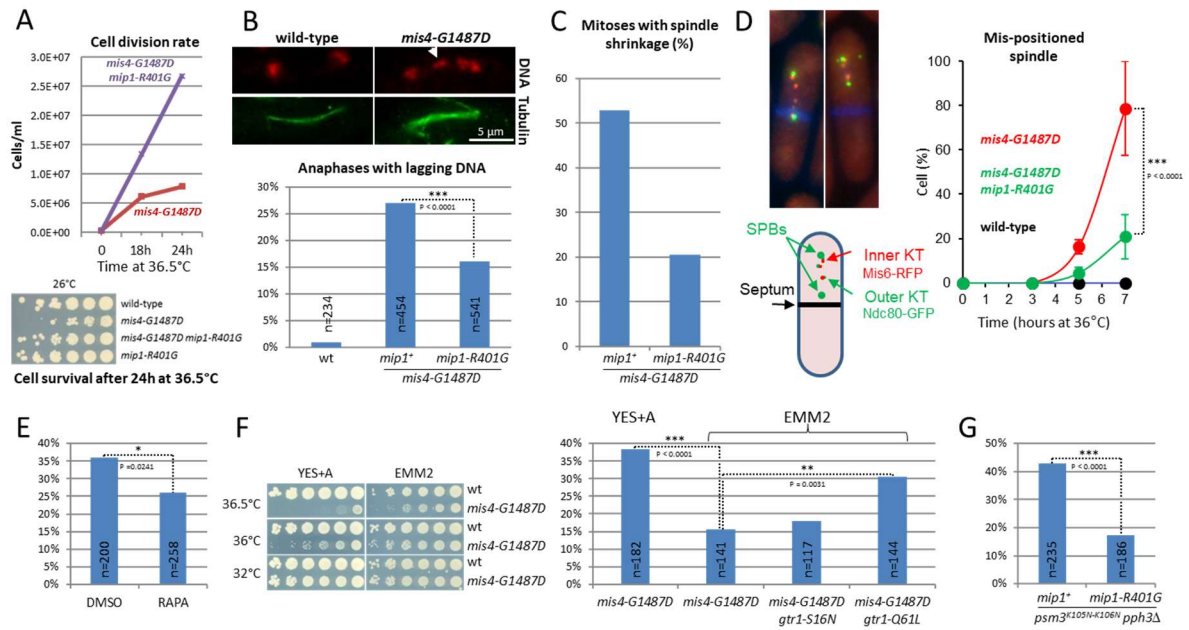 A
Cell division rate
3.0E+07
2.5E+07
2.0E+07
1.5E+07
1.0E+07
5.0E+06
0.0E+00
Cells/ml
mis4-G1487D
mip1-R401G
mis4-G1487D
0 18h 24h
Time at 36.5°C
26°C
wild-type
mis4-G1487D
mis4-G1487D mip1-R401G
mip1-R401G
Cell survival after 24h at 36.5°C
B
wild-type mis4-G1487D
DNA
Tubulin
5 µm
Anaphases with lagging DNA
30%
25%
20%
15%
10%
5%
0%
***
P < 0.0001
n=234
n=454
n=541
wt mip1⁺ mip1-R401G
mis4-G1487D
C
Mitoses with spindle
shrinkage (%)
60
50
40
30
20
10
0
mip1⁺ mip1-R401G
mis4-G1487D
D
SPBs
Inner KT
Mis6-RFP
Septum
Outer KT
Ndc80-GFP
Mis-positioned
spindle
100
80
60
40
20
0
Cell (%)
mis4-G1487D
mis4-G1487D
mip1-R401G
wild-type
***
P < 0.0001
0 1 2 3 4 5 6 7
Time (hours at 36°C)
E
40%
35%
30%
25%
20%
15%
10%
5%
0%
*
P =0.0241
n=200
n=258
DMSO RAPA
F
YES+A EMM2
36.5°C
wt
mis4-G1487D
36°C
wt
mis4-G1487D
32°C
wt
mis4-G1487D
YES+A EMM2
40%
35%
30%
25%
20%
15%
10%
5%
0%
***
P < 0.0001
**
P = 0.0031
n=182
n=141
n=117
n=144
mis4-G1487D mis4-G1487D mis4-G1487D mis4-G1487D
gtr1-S16N gtr1-Q61L
G
50%
40%
30%
20%
10%
0%
***
P < 0.0001
n=235
n=186
mip1⁺ mip1-R401G
psm3ᴷ¹⁰⁵ᴺ⁻ᴷ¹⁰⁶ᴺ pph3Δ